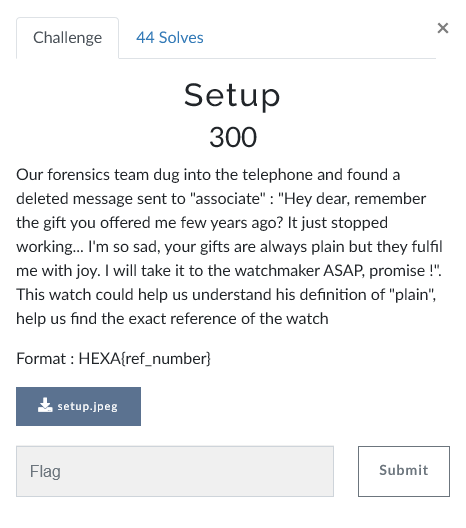 Challenge
44 Solves
×
Setup
300
Our forensics team dug into the telephone and found a
deleted message sent to "associate" : "Hey dear, remember
the gift you offered me few years ago? It just stopped
working... I'm so sad, your gifts are always plain but they fulfil
me with joy. I will take it to the watchmaker ASAP, promise !".
This watch could help us understand his definition of "plain",
help us find the exact reference of the watch
Format : HEXA{ref_number}
setup.jpeg
Flag
Submit